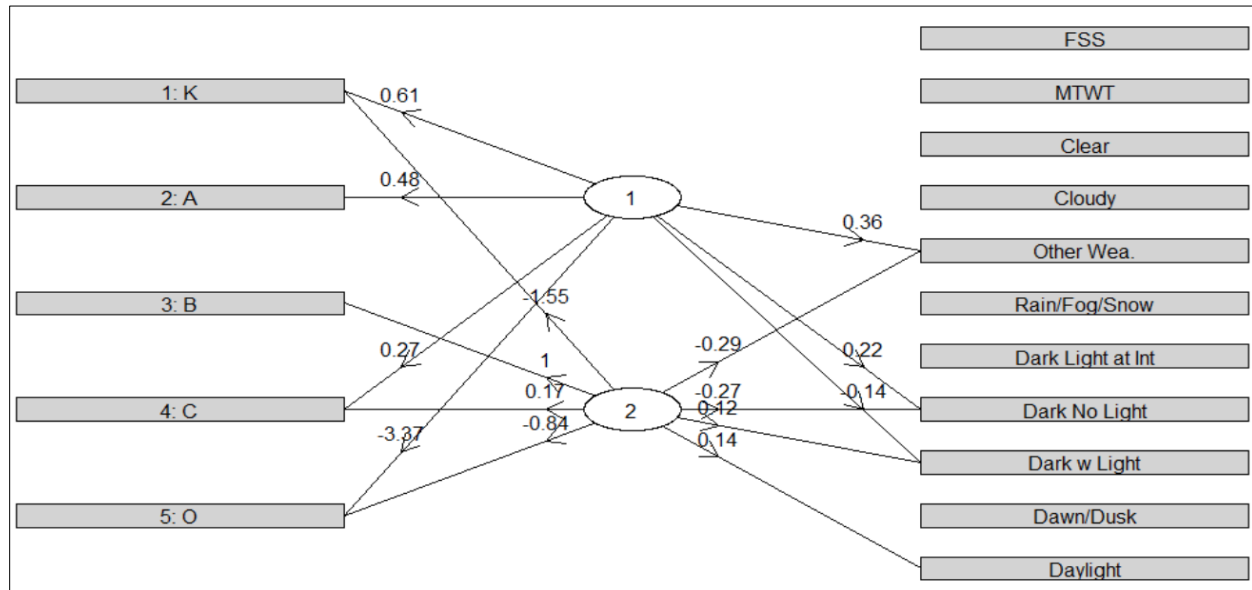 FSS
1: K
0.61
MTWT
Clear
2: A
0.48
1
Cloudy
0.36
Other Wea.
3: B
-1.55
Rain/Fog/Snow
0.27
1
-0.29
0.22
Dark Light at Int
4: C
0.17
2
-0.27
-0.14
Dark No Light
-3.37
-0.84
0.12
0.14
Dark w Light
5: O
Dawn/Dusk
Daylight